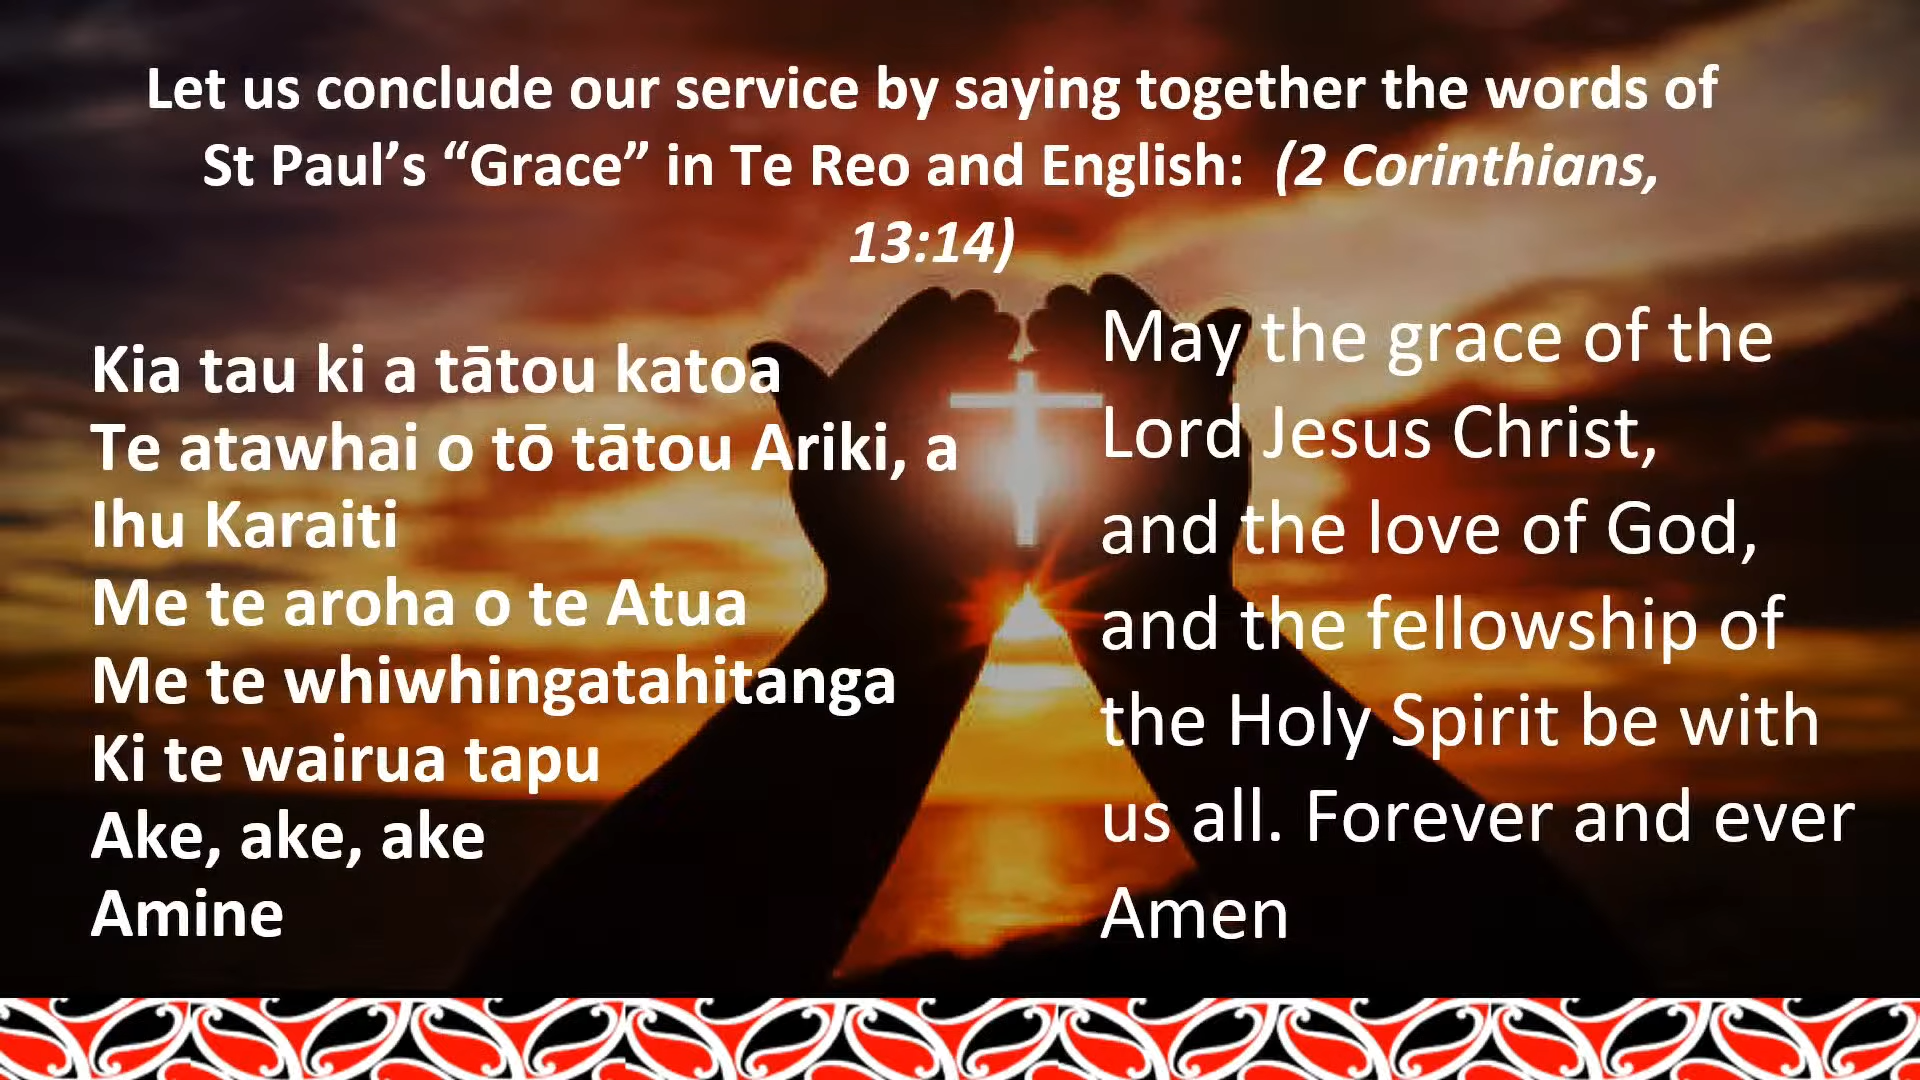 Let us conclude our service by saying together the words of
St Paul’s “Grace” in Te Reo and English: (2 Corinthians,
13:14)
Kia tau ki a tātou katoa
Te atawhai o tō tātou Ariki, a
Ihu Karaiti
Me te aroha o te Atua
Me te whiwhingatahitanga
Ki te wairua tapu
Ake, ake, ake
Amine
May the grace of the
Lord Jesus Christ,
and the love of God,
and the fellowship of
the Holy Spirit be with
us all. Forever and ever
Amen